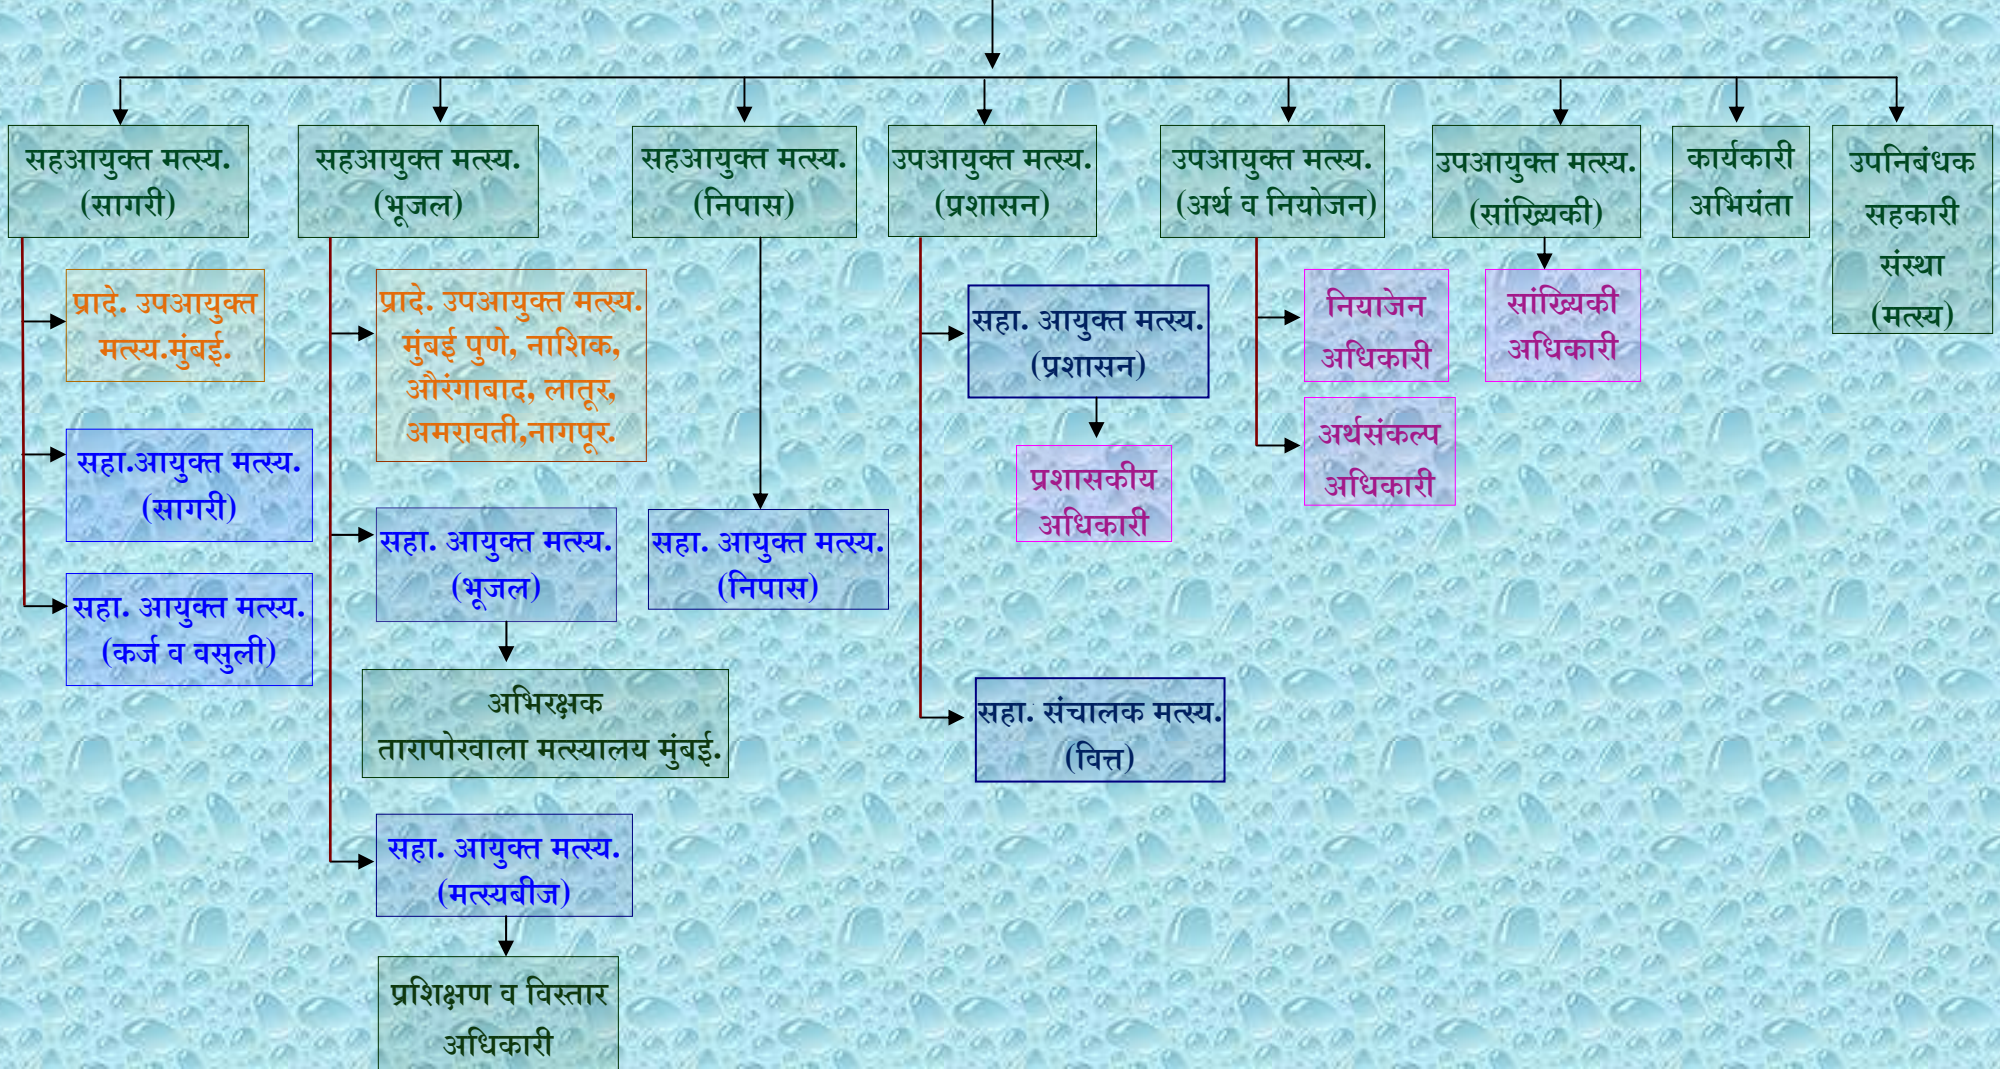 सहआयुक्त मत्स्य.
(सागरी)
सहआयुक्त मत्स्य.
(भूजल)
सहआयुक्त मत्स्य.
(निपास)
उपआयुक्त मत्स्य.
(प्रशासन)
उपआयुक्त मत्स्य.
(अर्थ व नियोजन)
उपआयुक्त मत्स्य.
(सांख्यिकी)
कार्यकारी
अभियंता
उपनिबंधक
सहकारी
संस्था
(मत्स्य)
प्रादे. उपआयुक्त
मत्स्य.मुंबई.
सहा.आयुक्त मत्स्य.
(सागरी)
सहा. आयुक्त मत्स्य.
(कर्ज व वसुली)
प्रादे. उपआयुक्त मत्स्य.
मुंबई पुणे, नाशिक,
औरंगाबाद, लातूर,
अमरावती,नागपूर.
सहा. आयुक्त मत्स्य.
(भूजल)
अभिरक्षक
तारापोरवाला मत्स्यालय मुंबई.
सहा. आयुक्त मत्स्य.
(मत्स्यबीज)
प्रशिक्षण व विस्तार
अधिकारी
सहा. आयुक्त मत्स्य.
(निपास)
सहा. आयुक्त मत्स्य.
(प्रशासन)
प्रशासकीय
अधिकारी
सहा. संचालक मत्स्य.
(वित्त)
नियाजेन
अधिकारी
अर्थसंकल्प
अधिकारी
सांख्यिकी
अधिकारी